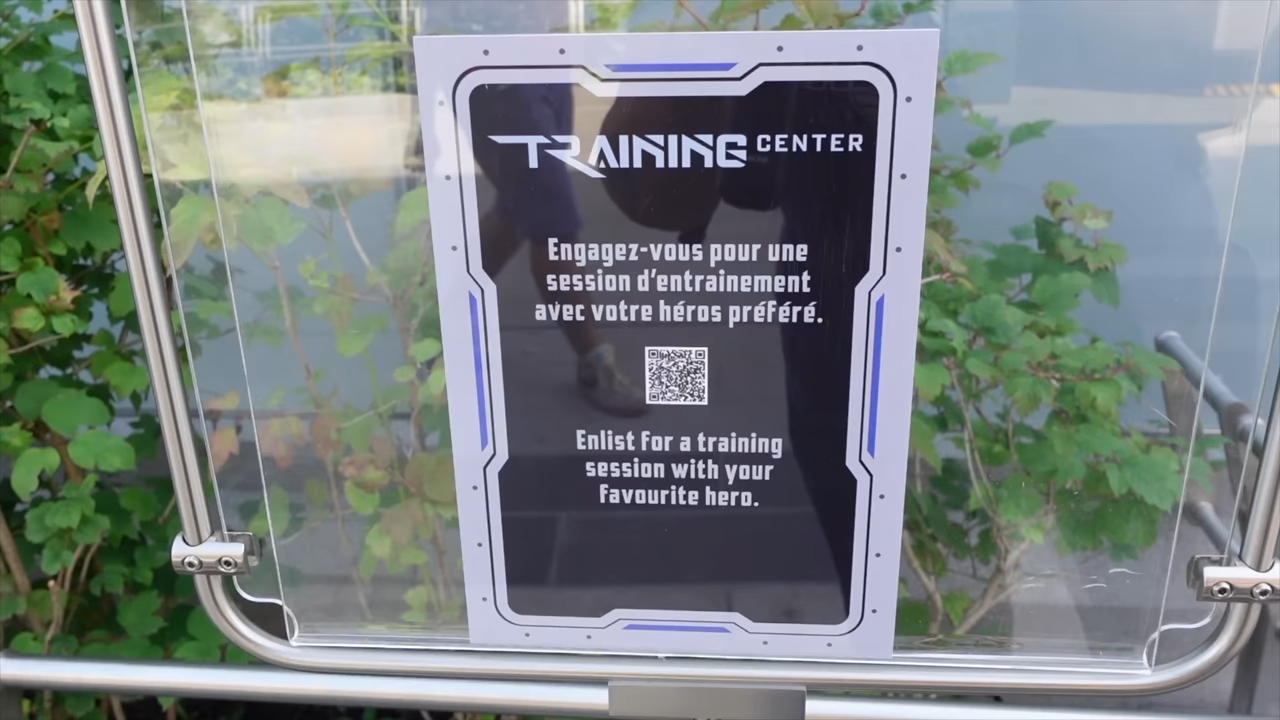 TRAINING CENTER
Engagez-vous pour une
session d'entrainement
avec votre héros préféré.
Enlist for a training
session with your
favourite hero.